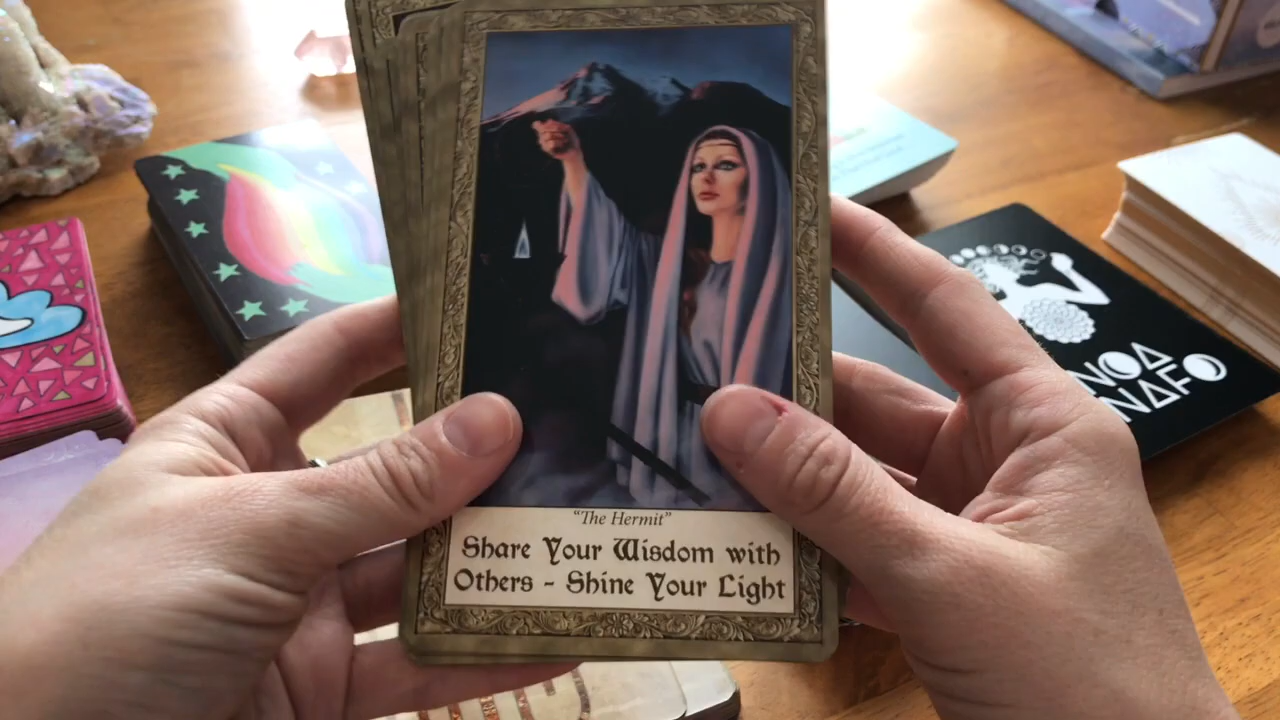 “The Hermit”
Share Your Wisdom with
Others - Shine Your Light